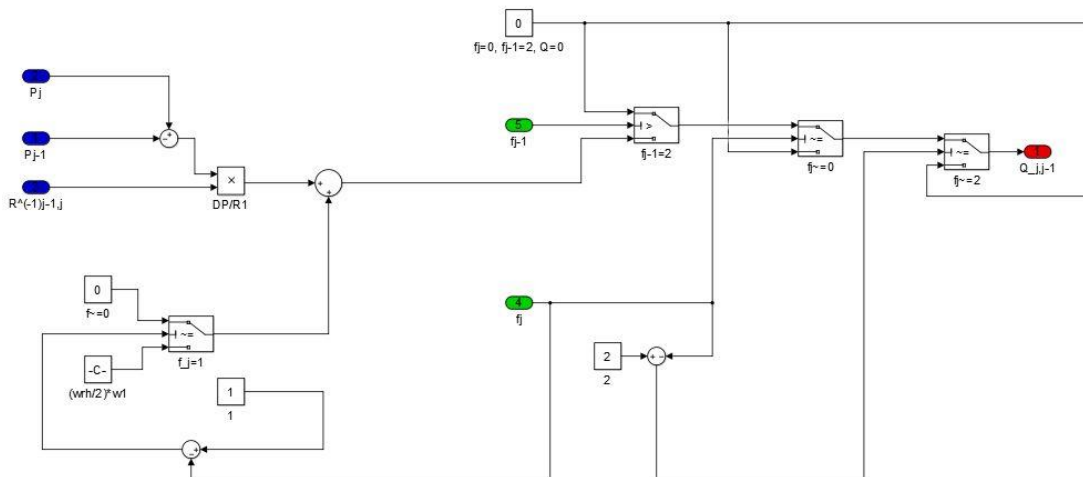 0
fj=0, fj-1=2, Q=0
Pj
5
fj-1
>
fj-1=2
~=
fj~=0
~=
fj~=2
Q_j,j-1
Pj-1
R^(-1)j-1,j
×
DP/R1
0
f~=0
~=
f_j=1
-C-
(wrh/2)*w1
1
1
4
fj
2
2